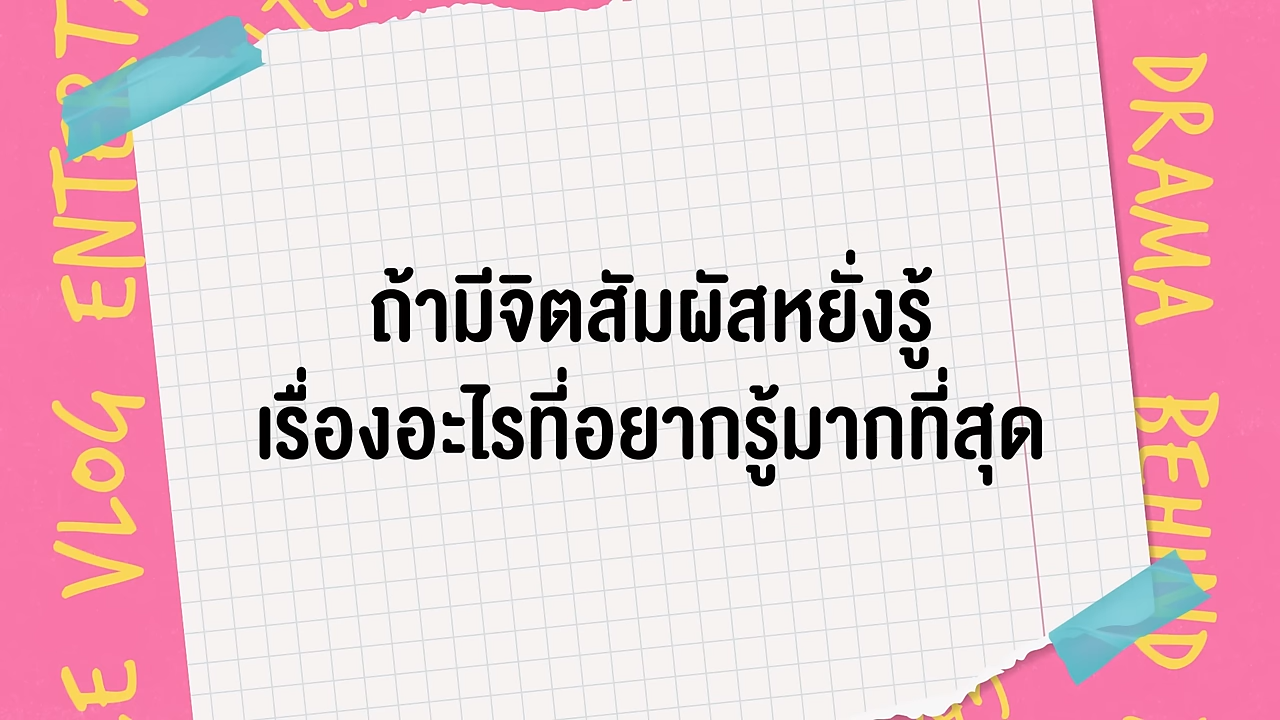 ถ้ามีจิตสัมผัสหยั่งรู้
เรื่องอะไรที่อยากรู้มากที่สุด
VLOG
DRAMA
BEHIND